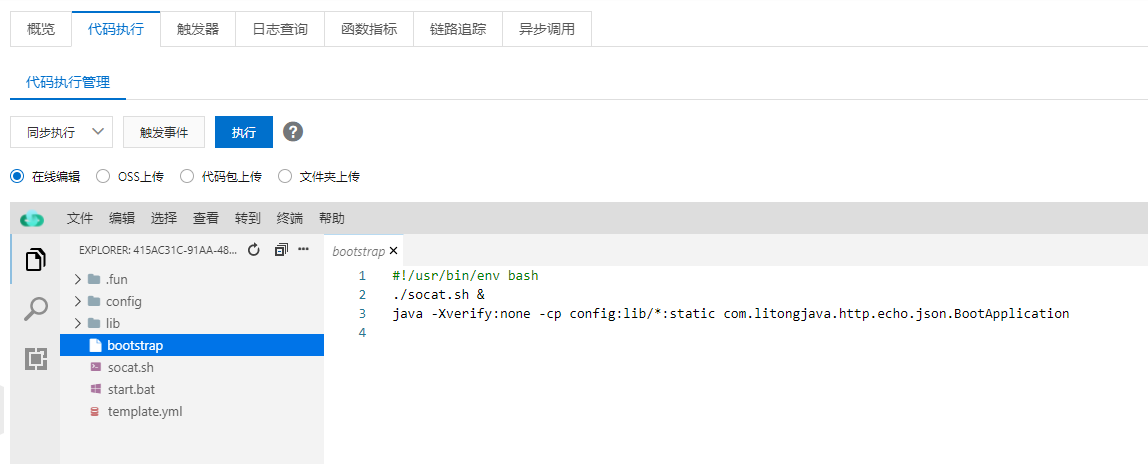 概览 代码执行 触发器 日志查询 函数指标 链路追踪 异步调用
代码执行管理
同步执行 触发事件 执行 ?
在线编辑 OSS上传 代码包上传 文件夹上传
文件 编辑 选择 查看 转到 终端 帮助
EXPLORER: 415AC31C-91AA-48...
.fun
config
lib
bootstrap
socat.sh
start.bat
template.yml
bootstrap ×
1 #!/usr/bin/env bash
2 ./socat.sh &
3 java -Xverify:none -cp config:lib/*:static com.litongjava.http.echo.json.BootApplication
4